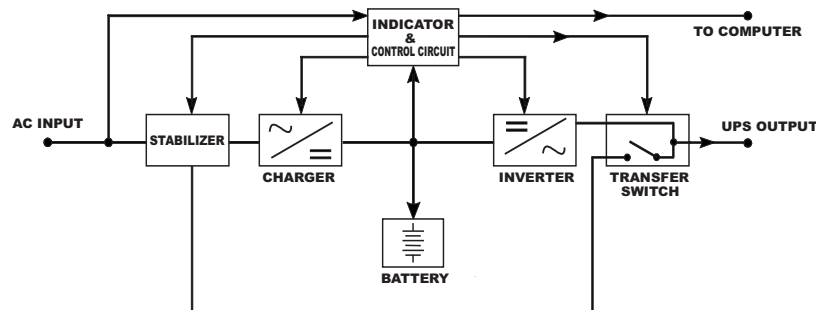 INDICATOR
&
CONTROL CIRCUIT
TO COMPUTER
AC INPUT
STABILIZER
CHARGER
INVERTER
TRANSFER
SWITCH
UPS OUTPUT
BATTERY